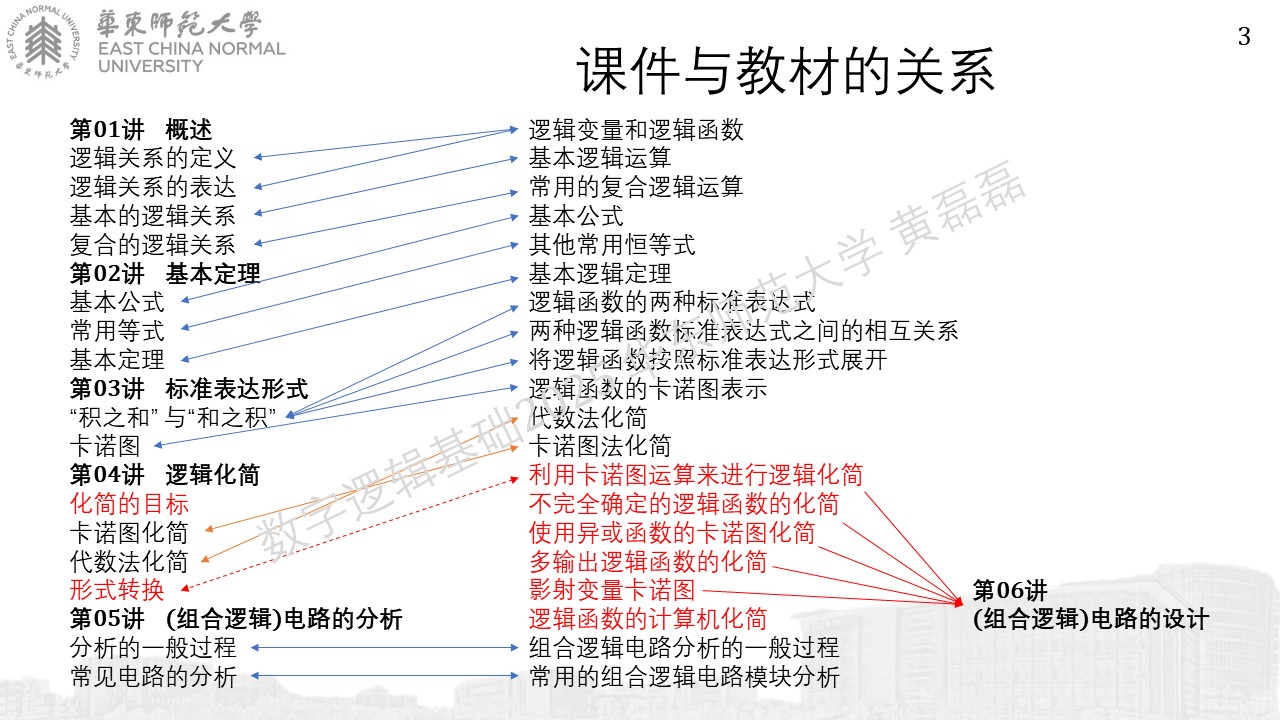 EAST CHINA NORMAL UNIVERSITY
華東師範大學
華東師範大學
EAST CHINA NORMAL
UNIVERSITY
3
课件与教材的关系
第01讲 概述
逻辑关系的定义
逻辑关系的表达
基本的逻辑关系
复合的逻辑关系
第02讲 基本定理
基本公式
常用等式
基本定理
第03讲 标准表达形式
“积之和” 与“和之积”
卡诺图
第04讲 逻辑化简
化简的目标
卡诺图化简
代数法化简
形式转换
第05讲 (组合逻辑)电路的分析
分析的一般过程
常见电路的分析
逻辑变量和逻辑函数
基本逻辑运算
常用的复合逻辑运算
基本公式
其他常用恒等式
基本逻辑定理
逻辑函数的两种标准表达式
两种逻辑函数标准表达式之间的相互关系
将逻辑函数按照标准表达形式展开
逻辑函数的卡诺图表示
代数法化简
卡诺图法化简
利用卡诺图运算来进行逻辑化简
不完全确定的逻辑函数的化简
使用异或函数的卡诺图化简
多输出逻辑函数的化简
影射变量卡诺图
逻辑函数的计算机化简
组合逻辑电路分析的一般过程
常用的组合逻辑电路模块分析
第06讲
(组合逻辑)电路的设计
数字逻辑基础2025 华东师范大学 黄磊磊